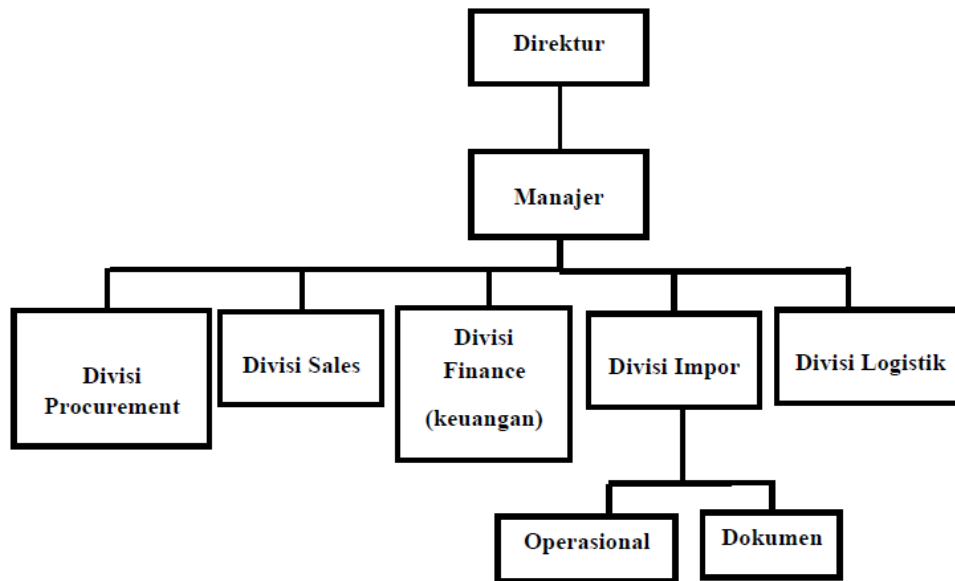 Direktur
Manajer
Divisi
Procurement
Divisi Sales
Divisi
Finance
(keuangan)
Divisi Impor
Divisi Logistik
Operasional
Dokumen